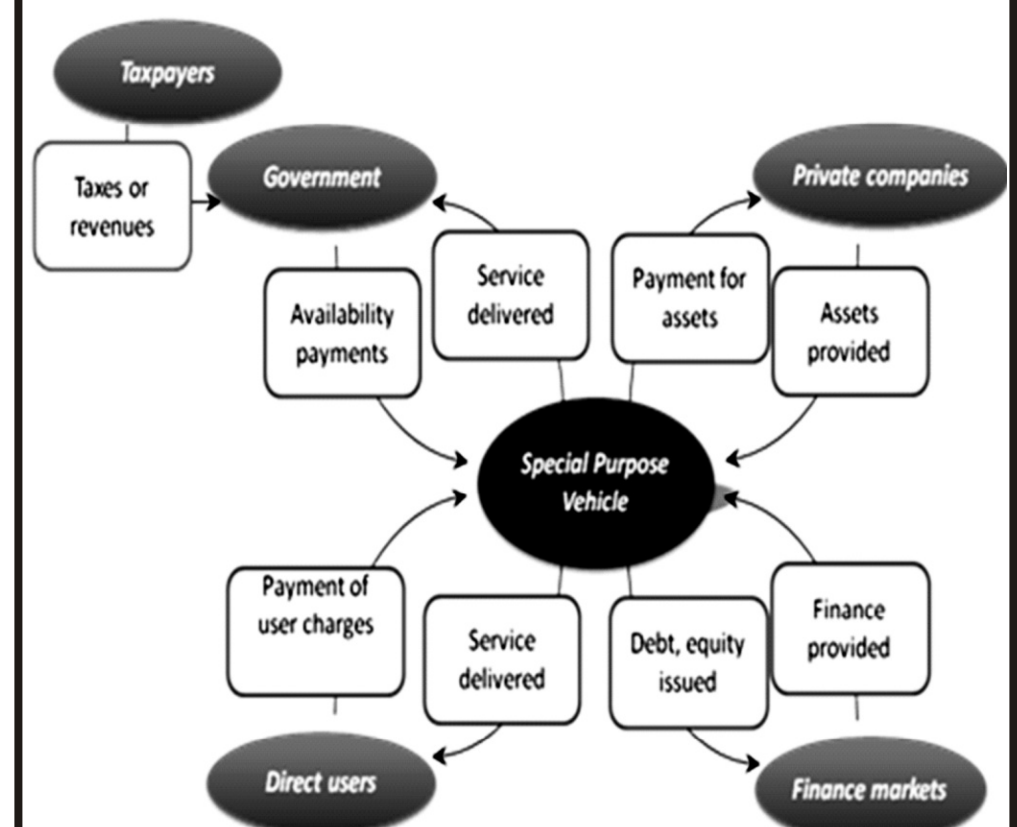 Taxpayers
Taxes or
revenues
Government
Private companies
Service
delivered
Payment for
assets
Availability
payments
Assets
provided
Special Purpose
Vehicle
Payment of
user charges
Service
delivered
Debt, equity
issued
Finance
provided
Direct users
Finance markets